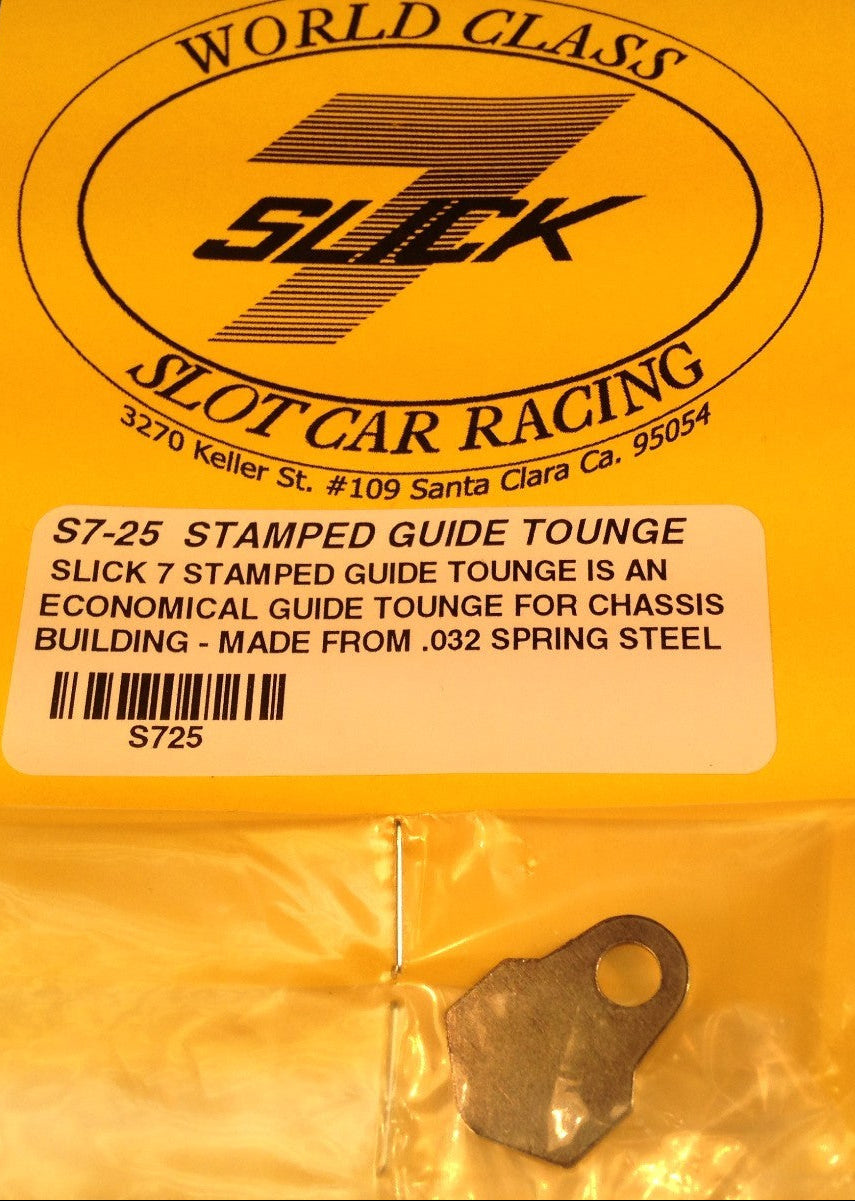 WORLD CLASS
7
SLICK
SLOT CAR RACING
3270 Keller St. #109 Santa Clara Ca. 95054
S7-25 STAMPED GUIDE TOUNGE
SLICK 7 STAMPED GUIDE TOUNGE IS AN
ECONOMICAL GUIDE TOUNGE FOR CHASSIS
BUILDING - MADE FROM .032 SPRING STEEL
S725